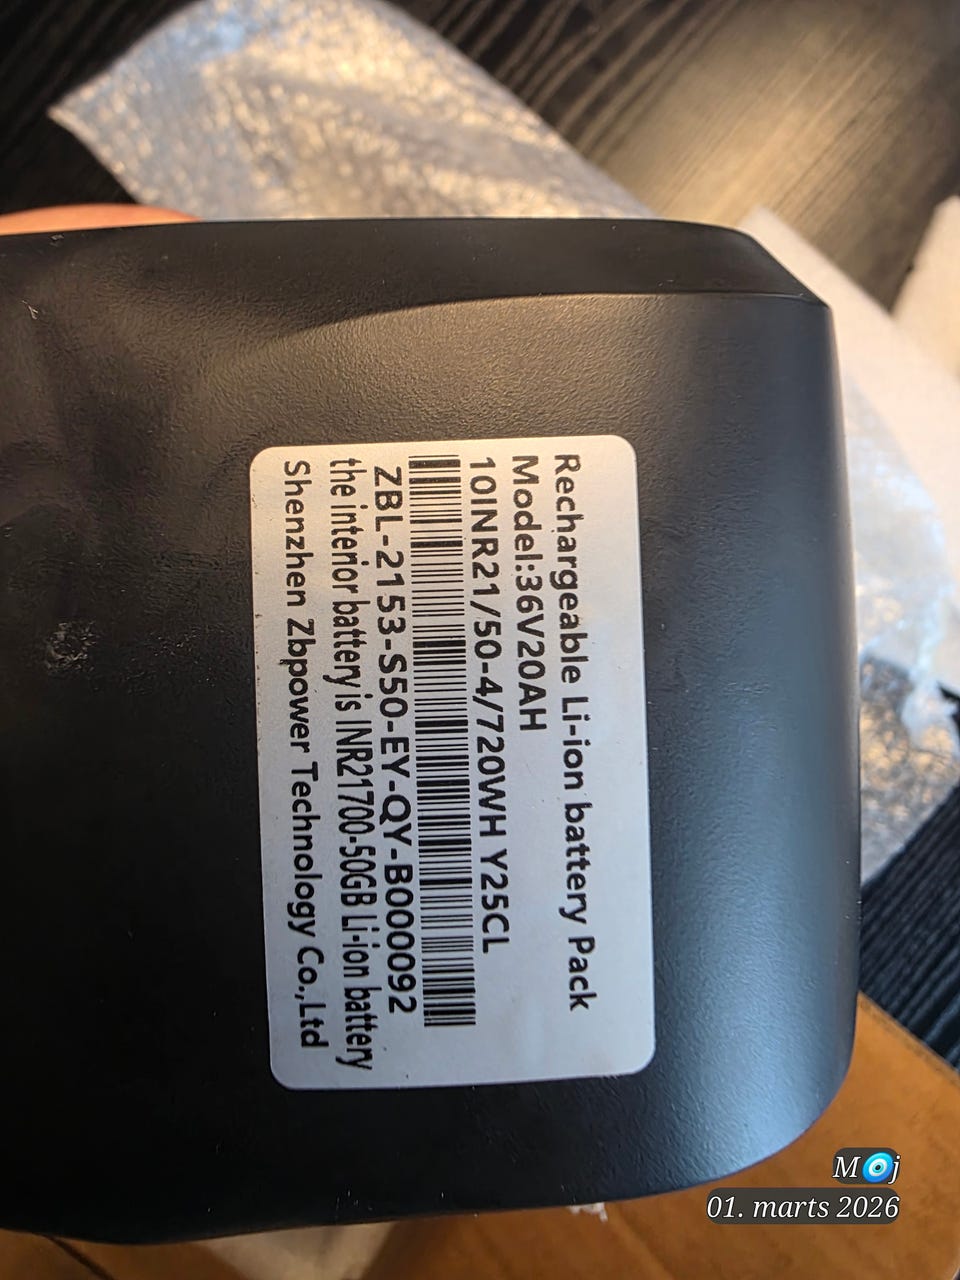 Rechargeable Li-ion battery Pack
Model:36V20AH
10INR21/50-4/720WH Y25CL
ZBL-2153-S50-EY-QY-B000092
the interior battery is INR21700-50GB Li-ion battery
Shenzhen Zbpower Technology Co.,Ltd
M🧿j
01. marts 2026